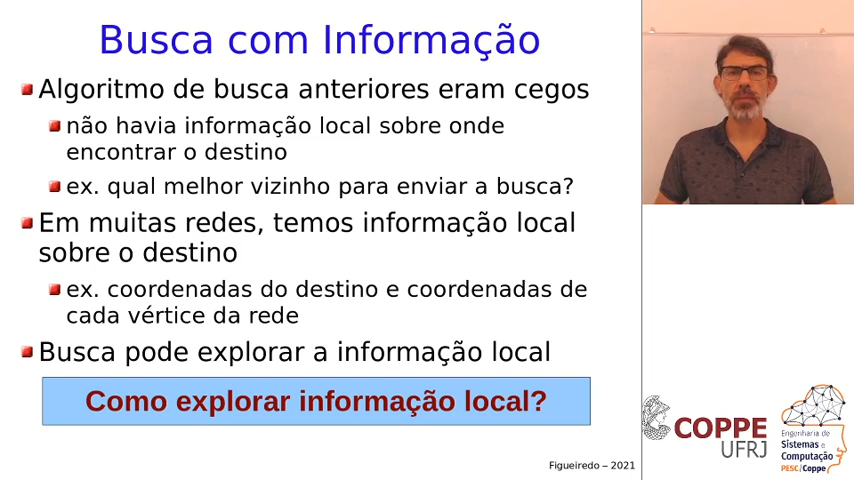 Busca com Informação
Algoritmo de busca anteriores eram cegos
não havia informação local sobre onde
encontrar o destino
ex. qual melhor vizinho para enviar a busca?
Em muitas redes, temos informação local
sobre o destino
ex. coordenadas do destino e coordenadas de
cada vértice da rede
Busca pode explorar a informação local
Como explorar informação local?
Figueiredo – 2021
COPPE
UFRJ
Engenharia de
Sistemas e
Computação
PESC/Coppe